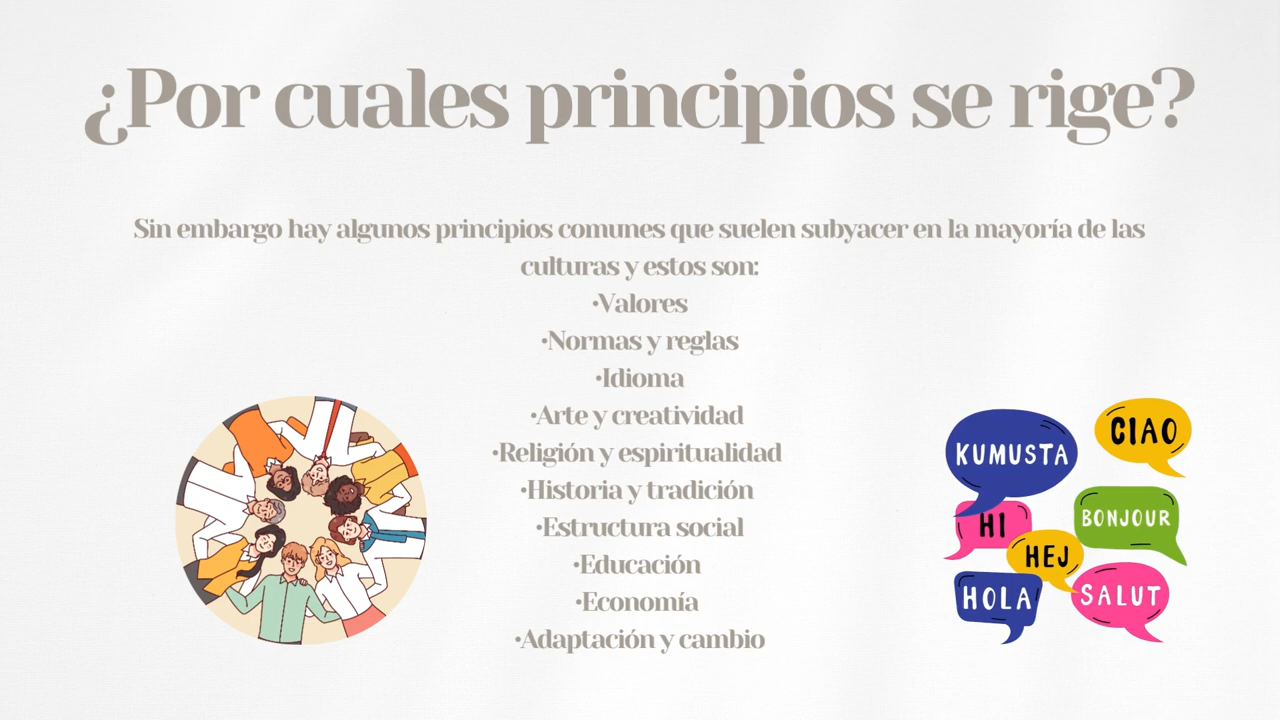 ¿Por cuales principios se rige?
Sin embargo hay algunos principios comunes que suelen subyacer en la mayoría de las
culturas y estos son:
•Valores
•Normas y reglas
•Idioma
•Arte y creatividad
•Religión y espiritualidad
•Historia y tradición
•Estructura social
•Educación
•Economía
•Adaptación y cambio
KUMUSTA
CIAO
HI
BONJOUR
HEJ
HOLA
SALUT